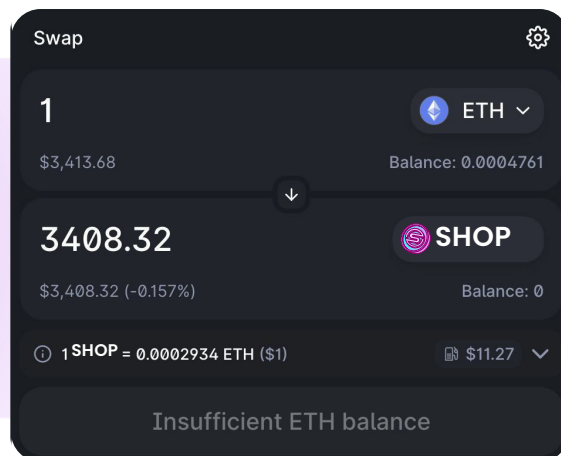 Swap
1 ETH
$3,413.68 Balance: 0.0004761
3408.32 SHOP
$3,408.32 (-0.157%) Balance: 0
1 SHOP = 0.0002934 ETH ($1) $11.27
Insufficient ETH balance